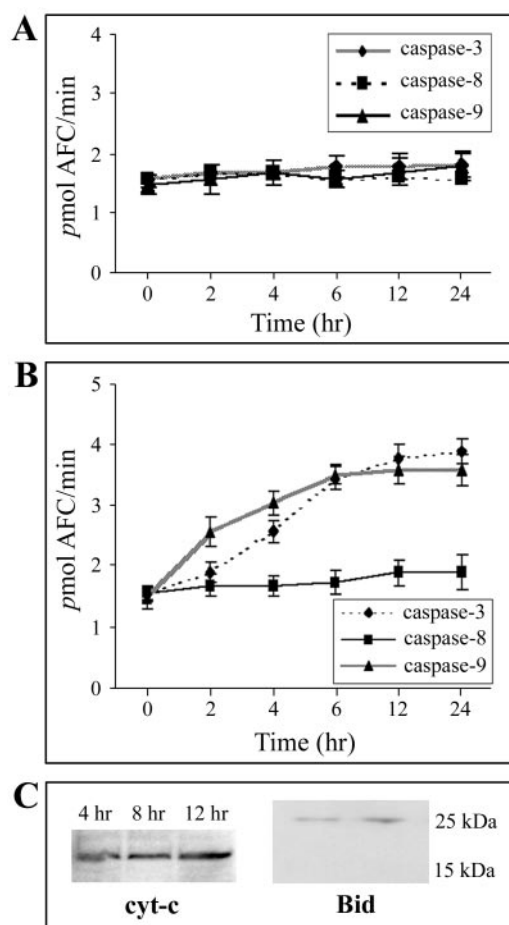 A
pmol AFC/min
4
3
2
1
0
caspase-3
caspase-8
caspase-9
0 2 4 6 12 24
Time (hr)
B
pmol AFC/min
5
4
3
2
1
0
caspase-3
caspase-8
caspase-9
0 2 4 6 12 24
Time (hr)
C
4 hr 8 hr 12 hr
25 kDa
15 kDa
cyt-c
Bid